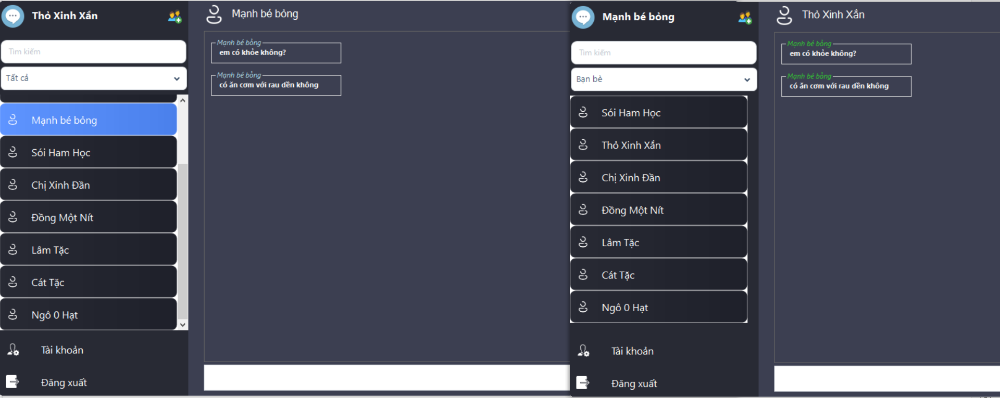 Thỏ Xinh Xắn
Tìm kiếm
Tất cả
Mạnh bé bỏng
Sói Ham Học
Chị Xinh Đần
Đồng Một Nít
Lâm Tặc
Cát Tặc
Ngô 0 Hạt
Tài khoản
Đăng xuất
Mạnh bé bỏng
Mạnh bé bỏng
em có khỏe không?
Mạnh bé bỏng
có ăn cơm với rau dền không
Mạnh bé bỏng
Tìm kiếm
Bạn bè
Sói Ham Học
Thỏ Xinh Xắn
Chị Xinh Đần
Đồng Một Nít
Lâm Tặc
Cát Tặc
Ngô 0 Hạt
Tài khoản
Đăng xuất
Thỏ Xinh Xắn
Mạnh bé bỏng
em có khỏe không?
Mạnh bé bỏng
có ăn cơm với rau dền không